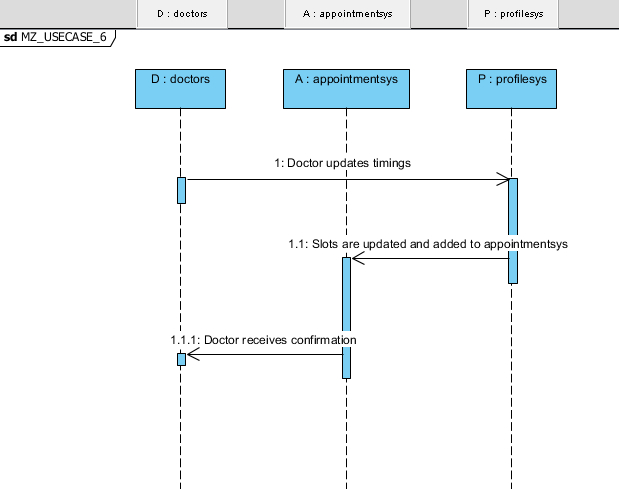 D : doctors
A : appointmentsys
P : profilesys
sd MZ_USECASE_6
D : doctors
A : appointmentsys
P : profilesys
1: Doctor updates timings
1.1: Slots are updated and added to appointmentsys
1.1.1: Doctor receives confirmation